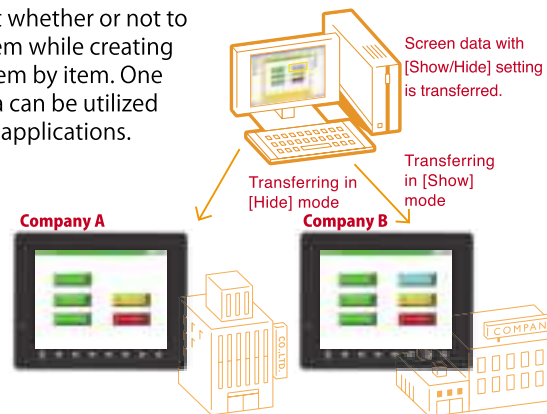 t whether or not to
em while creating
em by item. One
a can be utilized
applications.
Screen data with
[Show/Hide] setting
is transferred.
Transferring in
[Hide] mode
Transferring
in [Show]
mode
Company A
Company B
CO.,LTD.
COMPAN